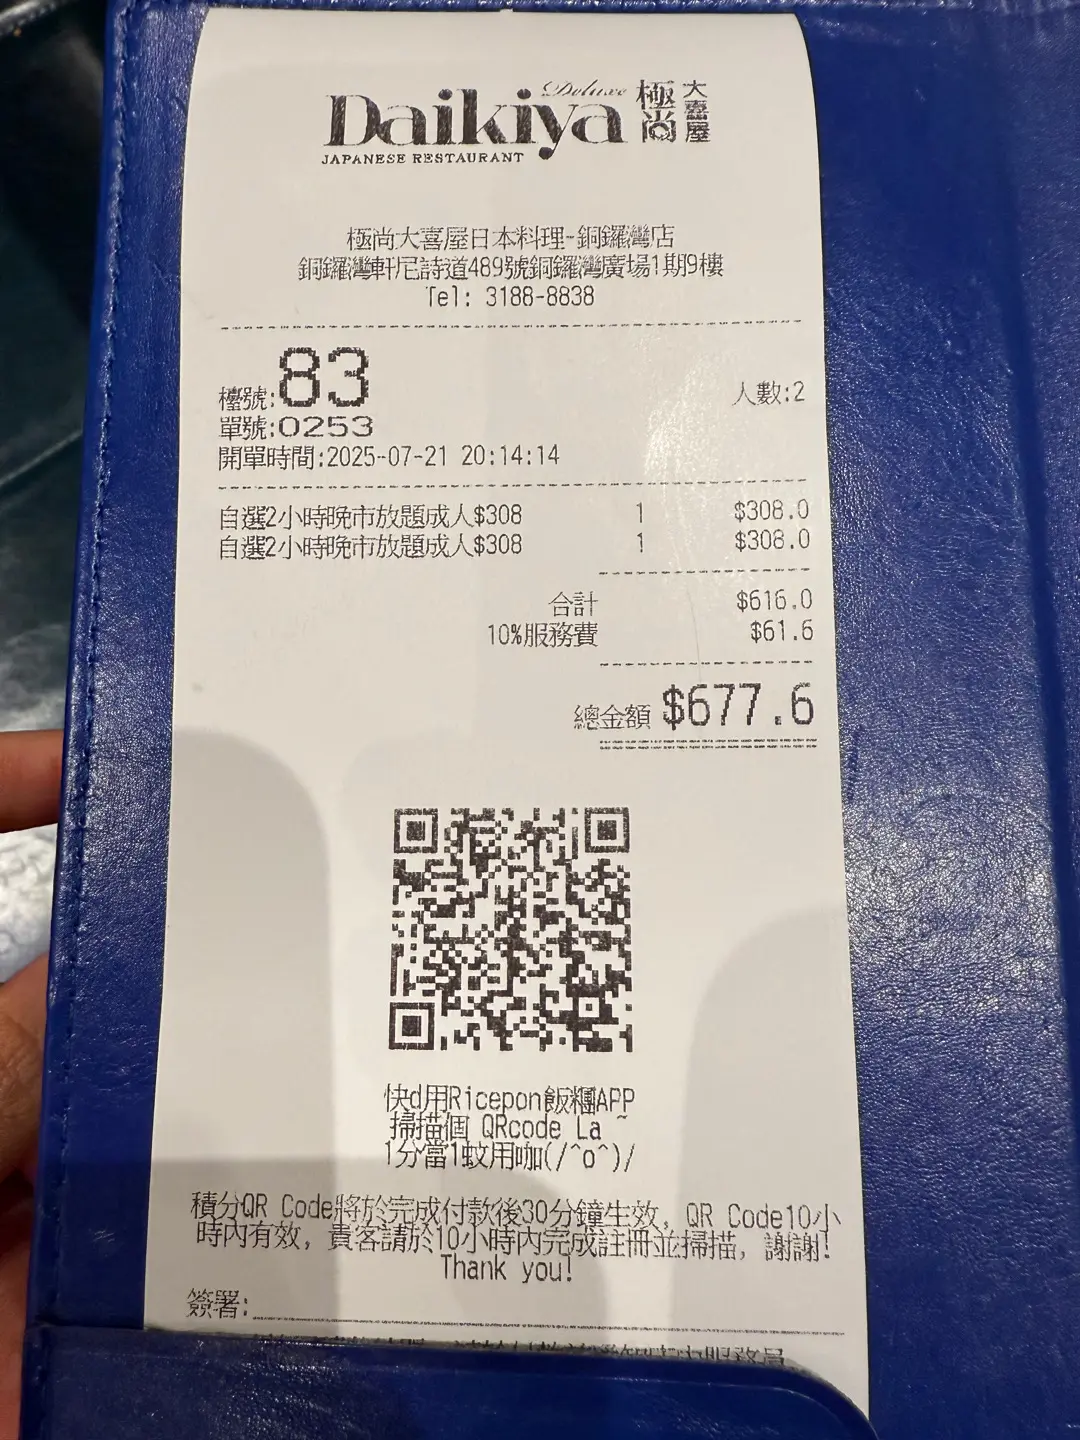 Deluxe
Daikiya 極尚 大喜屋
JAPANESE RESTAURANT
極尚大喜屋日本料理-銅鑼灣店
銅鑼灣軒尼詩道489號銅鑼灣廣場1期9樓
Tel: 3188-8838
檯號:83 人數:2
單號:0253
開單時間:2025-07-21 20:14:14
自選2小時晚市放題成人$308 1 $308.0
自選2小時晚市放題成人$308 1 $308.0
合計 $616.0
10%服務費 $61.6
總金額 $677.6
快d用Ricepon飯糰APP
掃描個 QRcode La ~
1分當1蚊用咖(/^o^)/
積分QR Code將於完成付款後30分鐘生效, QR Code10小
時內有效, 貴客請於10小時內完成註冊並掃描, 謝謝!
Thank you!
簽署: